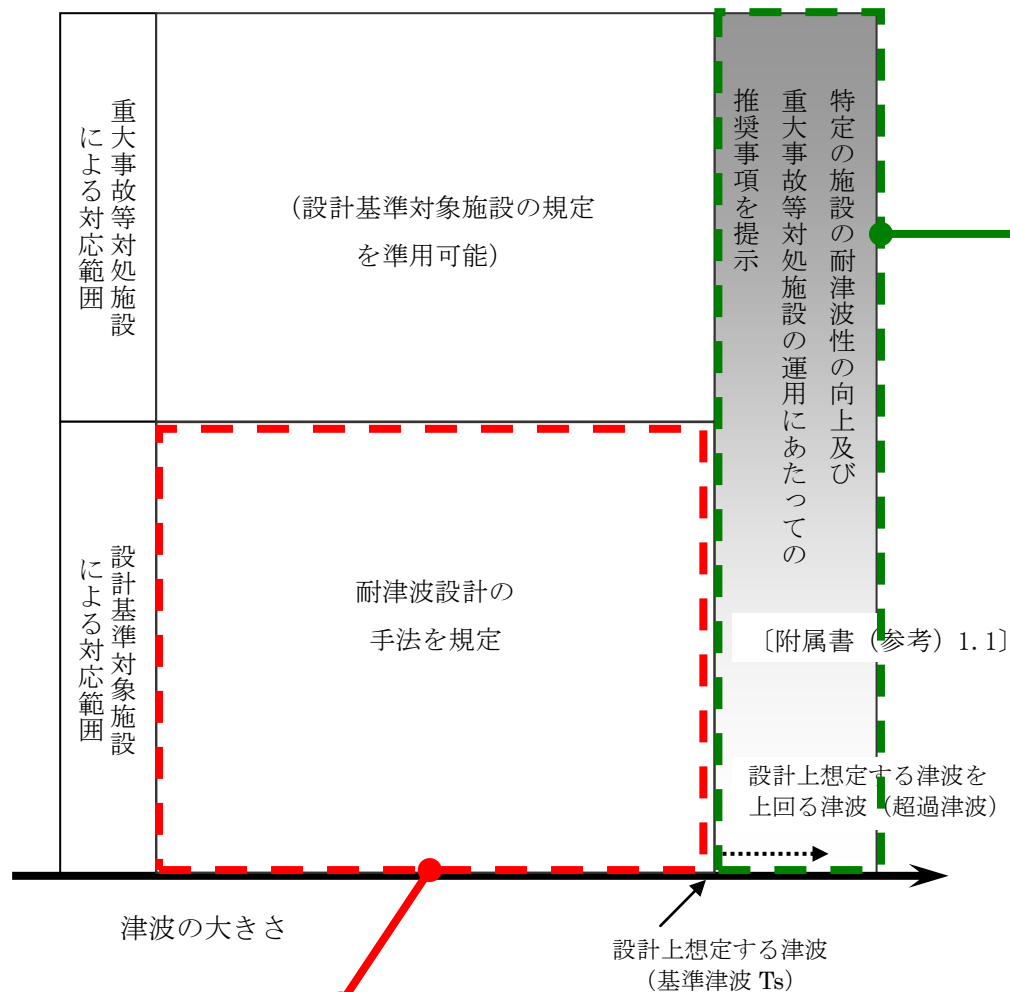 重大事故等対処施設
による対応範囲
(設計基準対象施設の規定
を準用可能)
特定の施設の耐津波性の向上及び
重大事故等対処施設の運用にあたっての
推奨事項を提示
設計基準対象施設
による対応範囲
耐津波設計の
手法を規定
〔附属書 (参考) 1.1〕
設計上想定する津波を
上回る津波 (超過津波)
津波の大きさ
設計上想定する津波
(基準津波 Ts)